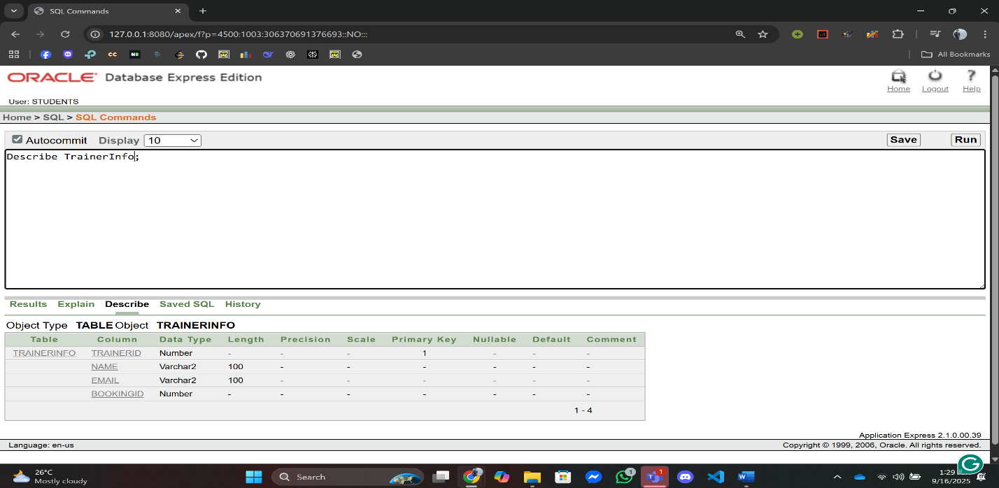 SQL Commands
127.0.0.1:8080/apex/f?p=4500:1003:306370691376693::NO:::
All Bookmarks
ORACLE® Database Express Edition
Home Logout Help
User: STUDENTS
Home > SQL > SQL Commands
Autocommit Display 10 Save Run
Describe TrainerInfo;
Results Explain Describe Saved SQL History
Object Type TABLE Object TRAINERINFO
Table Column Data Type Length Precision Scale Primary Key Nullable Default Comment
TRAINERINFO TRAINERID Number - - - 1 - - -
NAME Varchar2 100 - - - - - -
EMAIL Varchar2 100 - - - - - -
BOOKINGID Number - - - - - - -
1 - 4
Application Express 2.1.0.00.39
Language: en-us Copyright © 1999, 2006, Oracle. All rights reserved.
26°C
Mostly cloudy
Search
1
1
1:29
9/16/2025